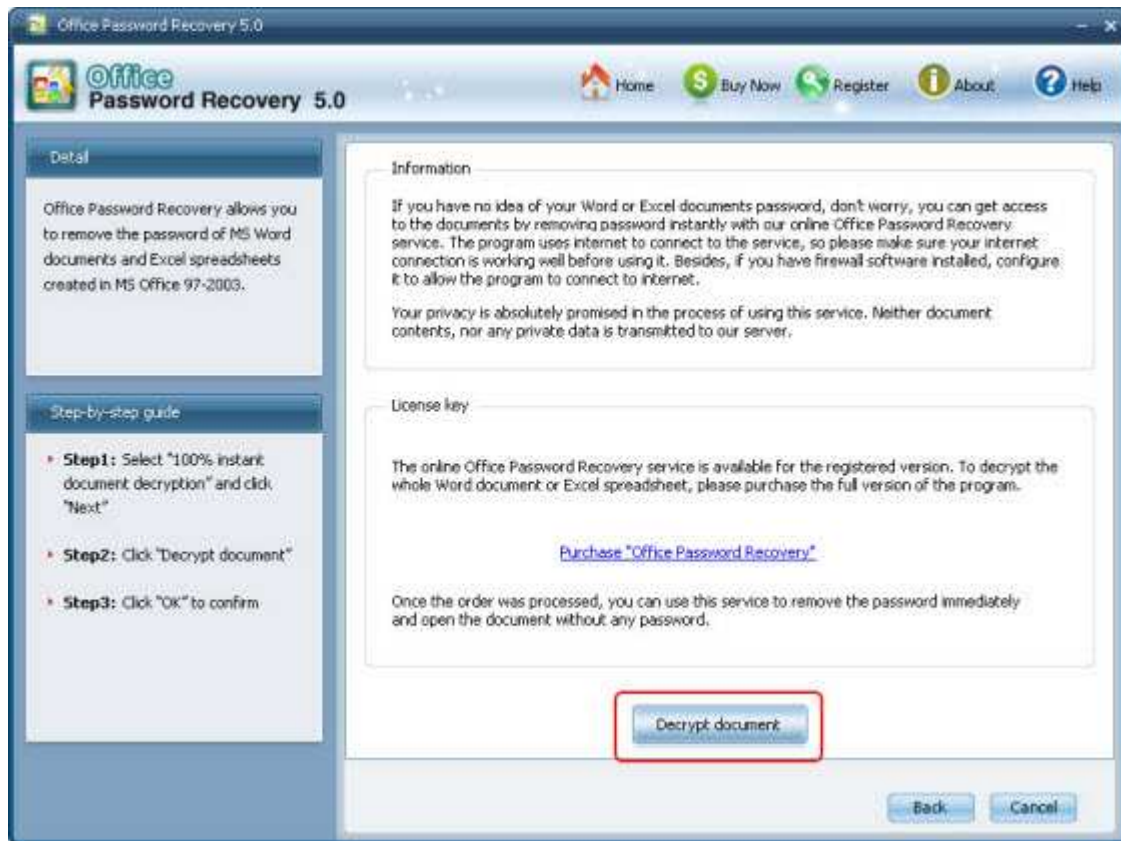 Office Password Recovery 5.0
Office
Password Recovery 5.0
Home
Buy Now
Register
About
Help
Detail
Office Password Recovery allows you
to remove the password of MS Word
documents and Excel spreadsheets
created in MS Office 97-2003.
Step-by-step guide
Step1: Select "100% instant
document decryption" and click
"Next"
Step2: Click "Decrypt document"
Step3: Click "OK" to confirm
Information
If you have no idea of your Word or Excel documents password, don't worry, you can get access
to the documents by removing password instantly with our online Office Password Recovery
service. The program uses internet to connect to the service, so please make sure your internet
connection is working well before using it. Besides, if you have firewall software installed, configure
it to allow the program to connect to internet.
Your privacy is absolutely promised in the process of using this service. Neither document
contents, nor any private data is transmitted to our server.
License key
The online Office Password Recovery service is available for the registered version. To decrypt the
whole Word document or Excel spreadsheet, please purchase the full version of the program.
Purchase "Office Password Recovery"
Once the order was processed, you can use this service to remove the password immediately
and open the document without any password.
Decrypt document
Back
Cancel